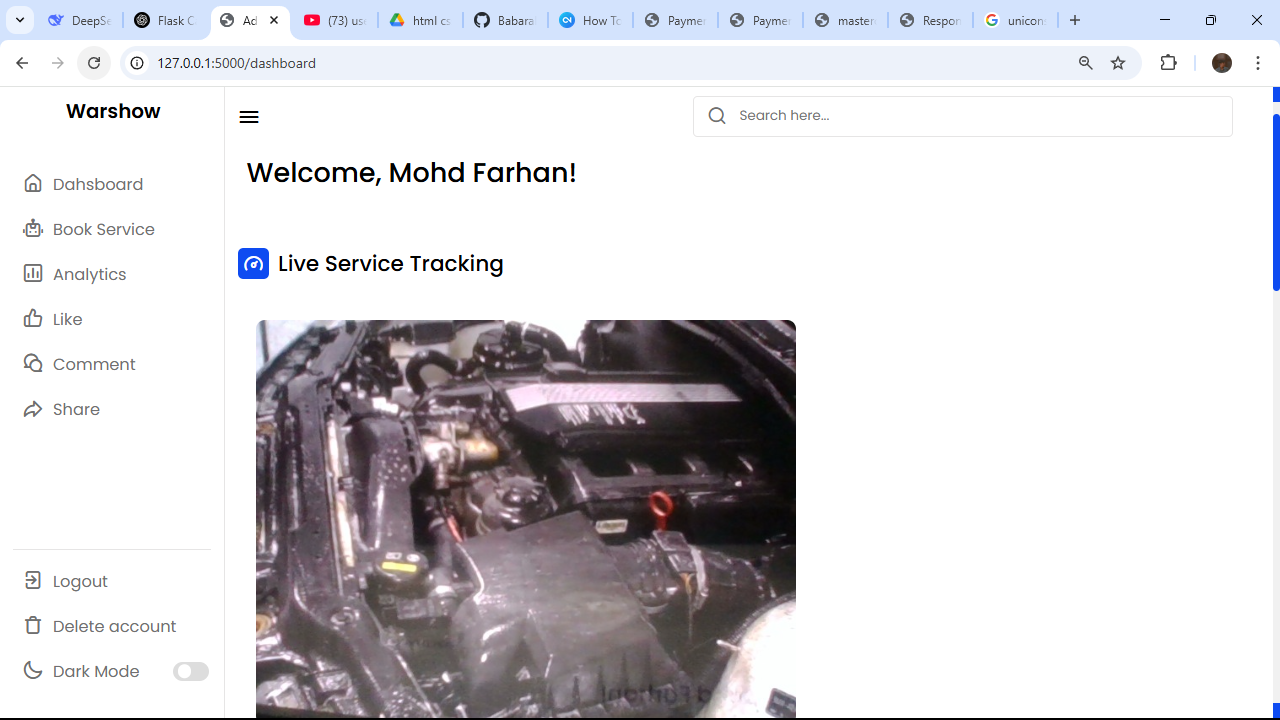 DeepSe
Flask C
Ad
(73) us
html cs
Babara
How To
Paymen
Paymen
master
Respon
unicon
127.0.0.1:5000/dashboard
Warshow
Search here...
Welcome, Mohd Farhan!
Dahsboard
Book Service
Analytics
Like
Comment
Share
Live Service Tracking
Logout
Delete account
Dark Mode